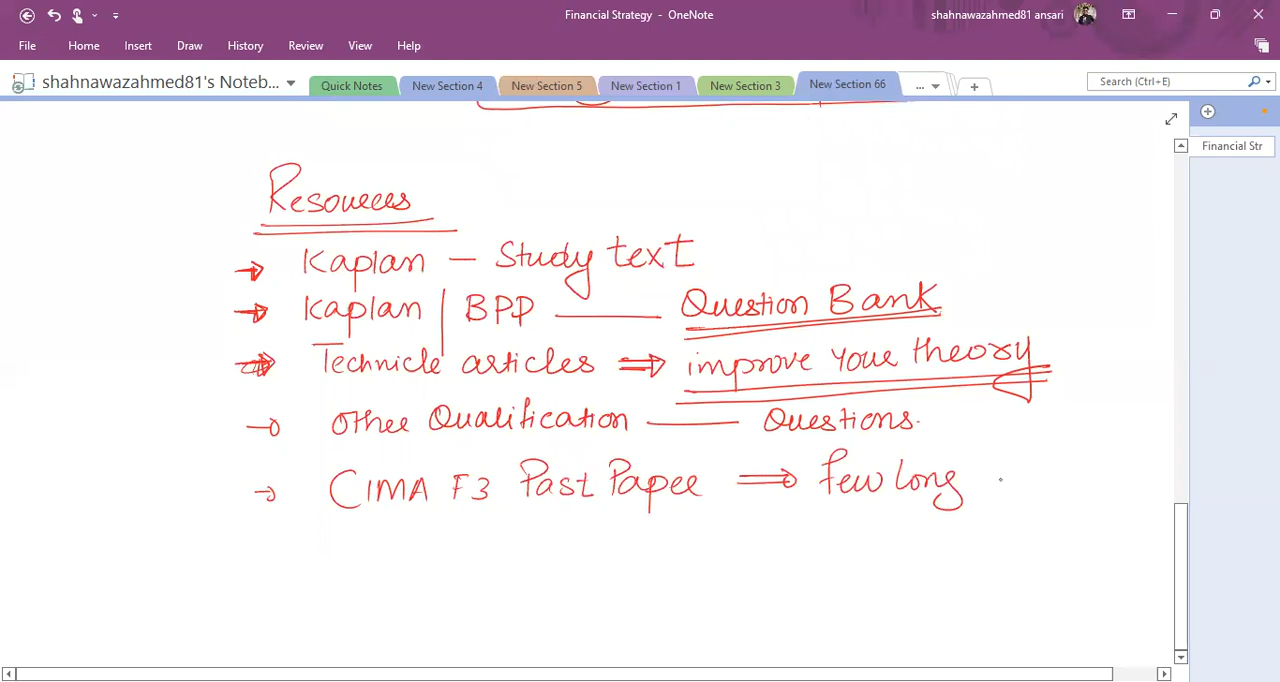 Financial Strategy - OneNote
shahnawazahmed81 ansari
File Home Insert Draw History Review View Help
shahnawazahmed81's Noteb... Quick Notes New Section 4 New Section 5 New Section 1 New Section 3 New Section 66 ... Search (Ctrl+E)
Financial Str
Resources
Kaplan - Study text
Kaplan | BPP — Question Bank
Technicle articles ⇒ improve your theory
Other Qualification — Questions.
CIMA F3 Past Paper ⇒ Few long